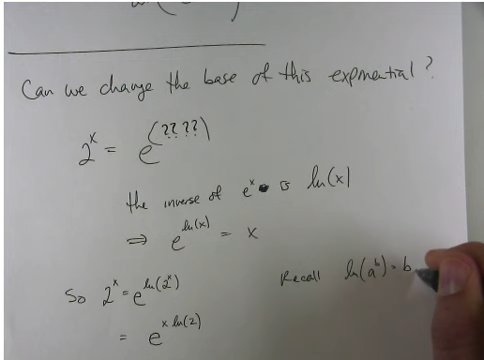 Can we change the base of this expnential?
2^x = e^(?? ??)
the inverse of e^x is ln(x)
⇒ e^ln(x) = x
So 2^x = e^ln(2^x)
Recall ln(a^b) = b
= e^x ln(2)